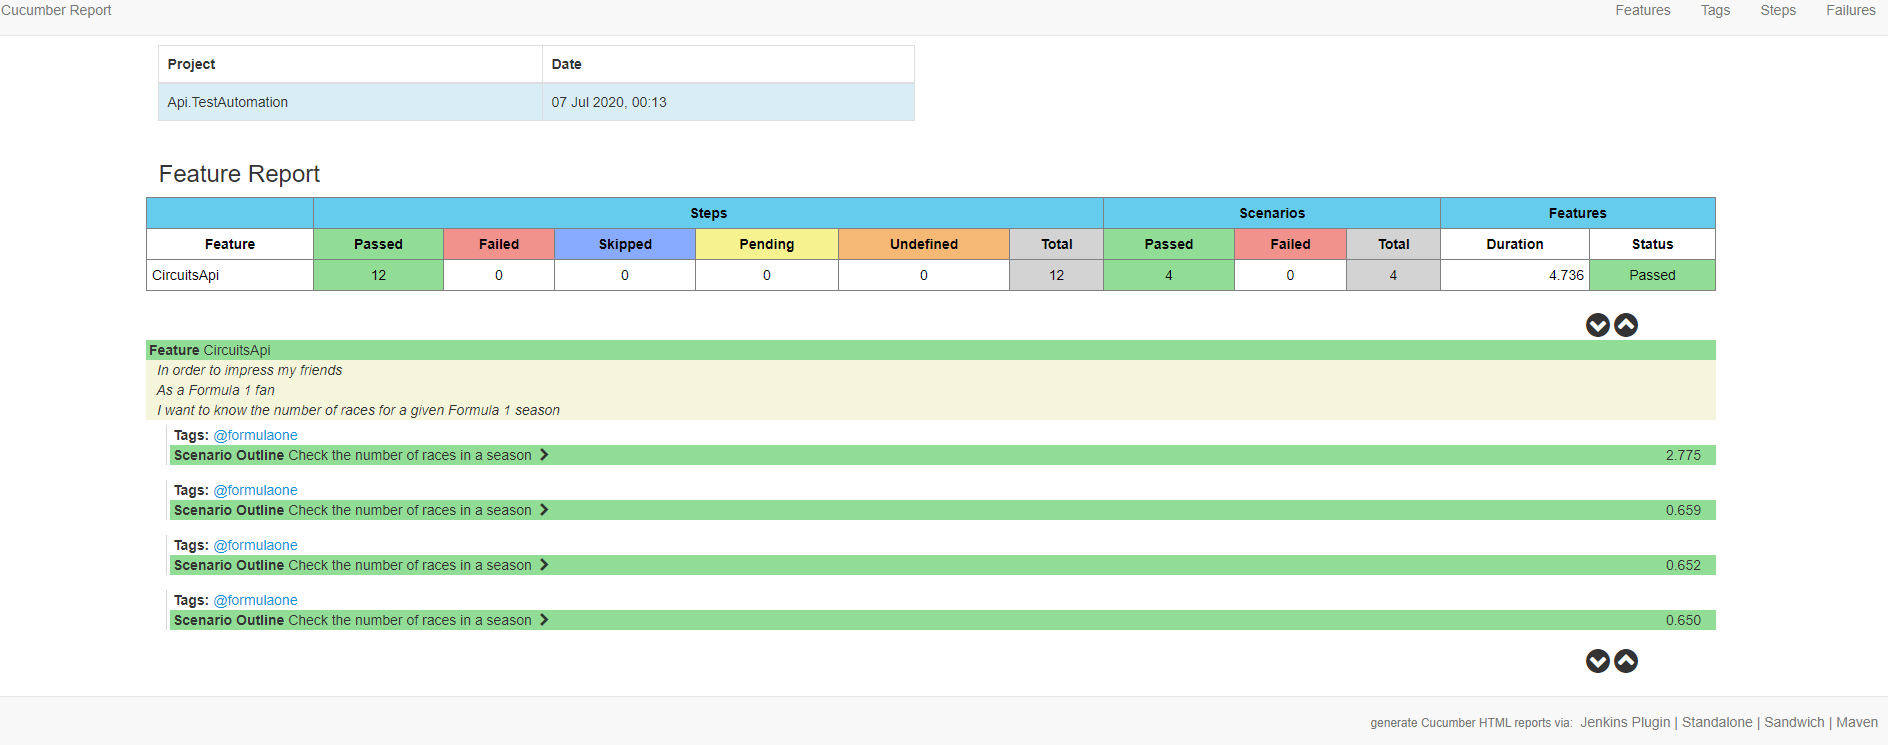 Cucumber Report Features Tags Steps Failures
Project Date
Api.TestAutomation 07 Jul 2020, 00:13
Feature Report
Steps Scenarios Features
Feature Passed Failed Skipped Pending Undefined Total Passed Failed Total Duration Status
CircuitsApi 12 0 0 0 0 12 4 0 4 4.736 Passed
Feature CircuitsApi
In order to impress my friends
As a Formula 1 fan
I want to know the number of races for a given Formula 1 season
Tags: @formulaone
Scenario Outline Check the number of races in a season 2.775
Tags: @formulaone
Scenario Outline Check the number of races in a season 0.659
Tags: @formulaone
Scenario Outline Check the number of races in a season 0.652
Tags: @formulaone
Scenario Outline Check the number of races in a season 0.650
generate Cucumber HTML reports via: Jenkins Plugin | Standalone | Sandwich | Maven